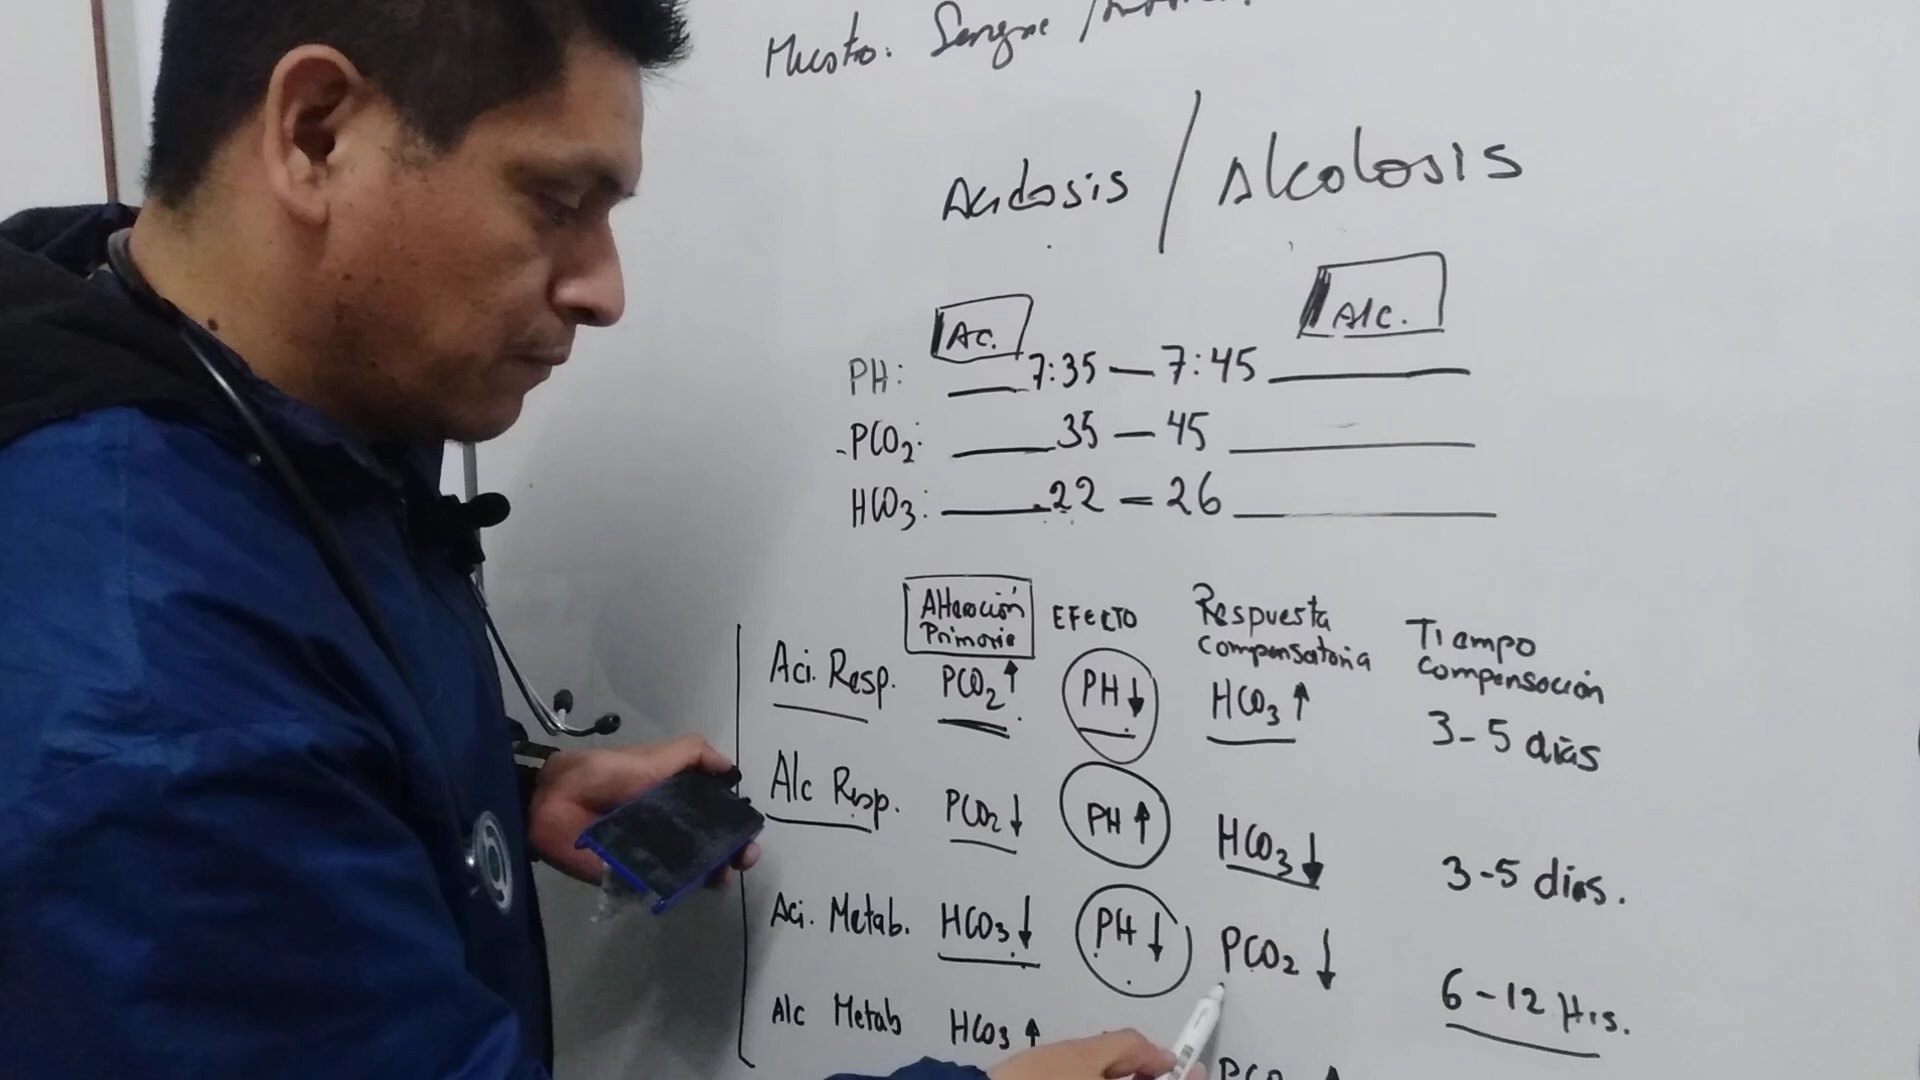 Muestra: Sangre
Acidosis / Alcolosis
Ac. Alc.
PH: 7:35 — 7:45
PCO2: 35 — 45
HCO3: 22 — 26
Alteración Primaria EFECTO Respuesta Compensatoria Tiempo Compensación
Aci. Resp. PCO2 ↑ PH ↓ HCO3 ↑ 3-5 días
Alc Resp. PCO2 ↓ PH ↑ HCO3 ↓ 3-5 dias.
Aci. Metab. HCO3 ↓ PH ↓ PCO2 ↓ 6-12 Hrs.
Alc Metab HCO3 ↑